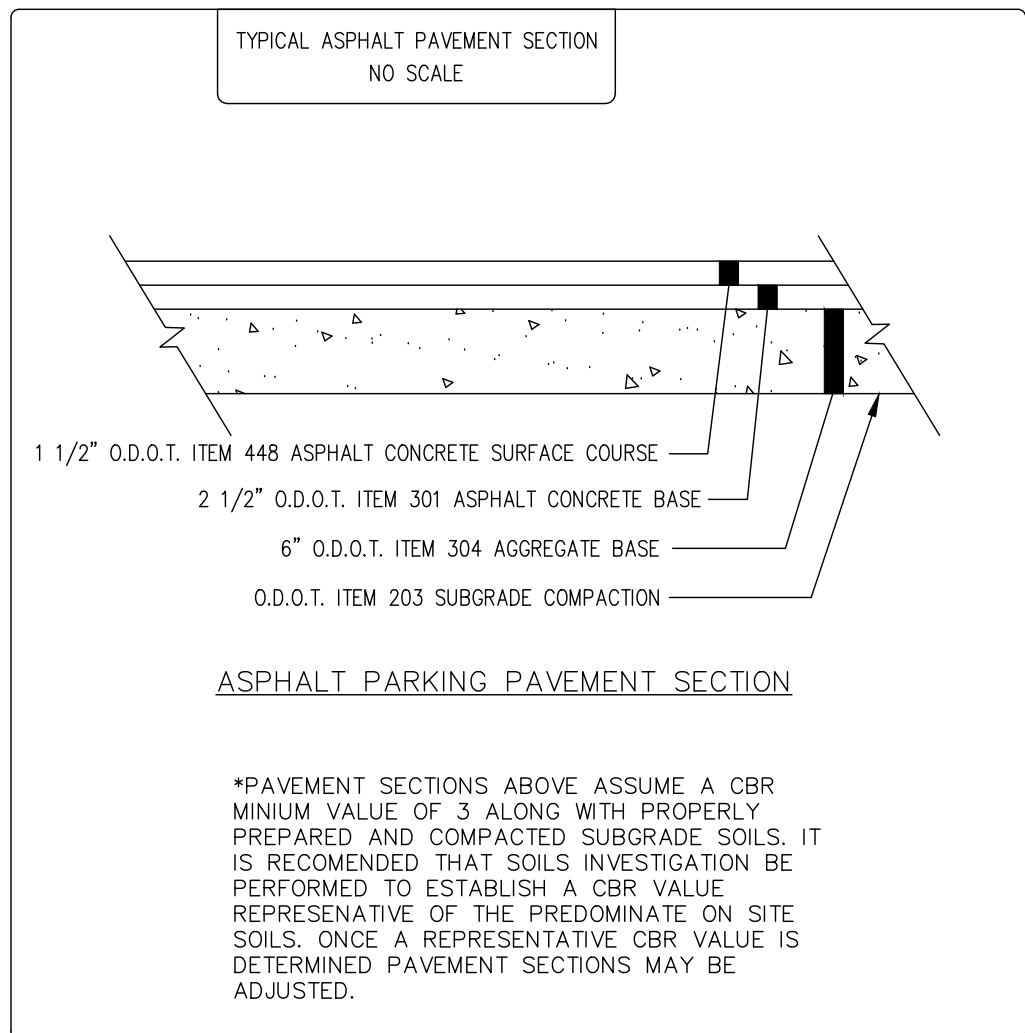 TYPICAL ASPHALT PAVEMENT SECTION
NO SCALE
1 1/2” O.D.O.T. ITEM 448 ASPHALT CONCRETE SURFACE COURSE
2 1/2” O.D.O.T. ITEM 301 ASPHALT CONCRETE BASE
6” O.D.O.T. ITEM 304 AGGREGATE BASE
O.D.O.T. ITEM 203 SUBGRADE COMPACTION
ASPHALT PARKING PAVEMENT SECTION
*PAVEMENT SECTIONS ABOVE ASSUME A CBR
MINIUM VALUE OF 3 ALONG WITH PROPERLY
PREPARED AND COMPACTED SUBGRADE SOILS. IT
IS RECOMENDED THAT SOILS INVESTIGATION BE
PERFORMED TO ESTABLISH A CBR VALUE
REPRESENATIVE OF THE PREDOMINATE ON SITE
SOILS. ONCE A REPRESENTATIVE CBR VALUE IS
DETERMINED PAVEMENT SECTIONS MAY BE
ADJUSTED.